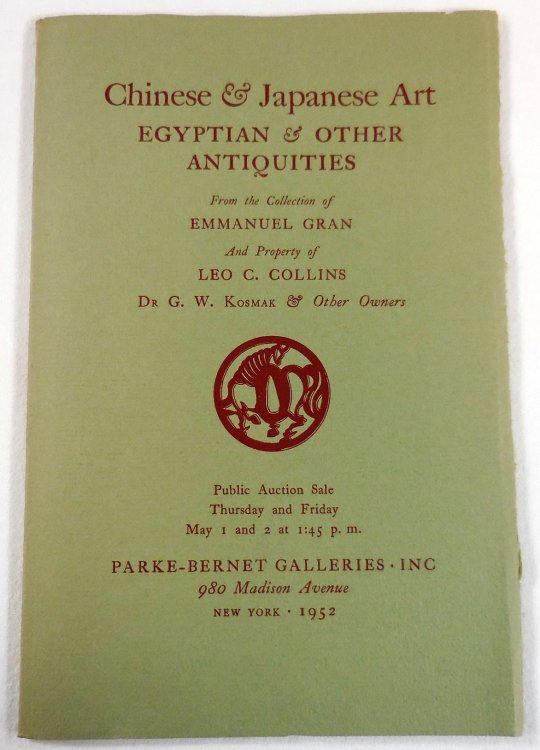 Chinese & Japanese Art
EGYPTIAN & OTHER
ANTIQUITIES
From the Collection of
EMMANUEL GRAN
And Property of
LEO C. COLLINS
DR G. W. KOSMAK & Other Owners
Public Auction Sale
Thursday and Friday
May 1 and 2 at 1:45 p. m.
PARKE-BERNET GALLERIES · INC
980 Madison Avenue
NEW YORK · 1952